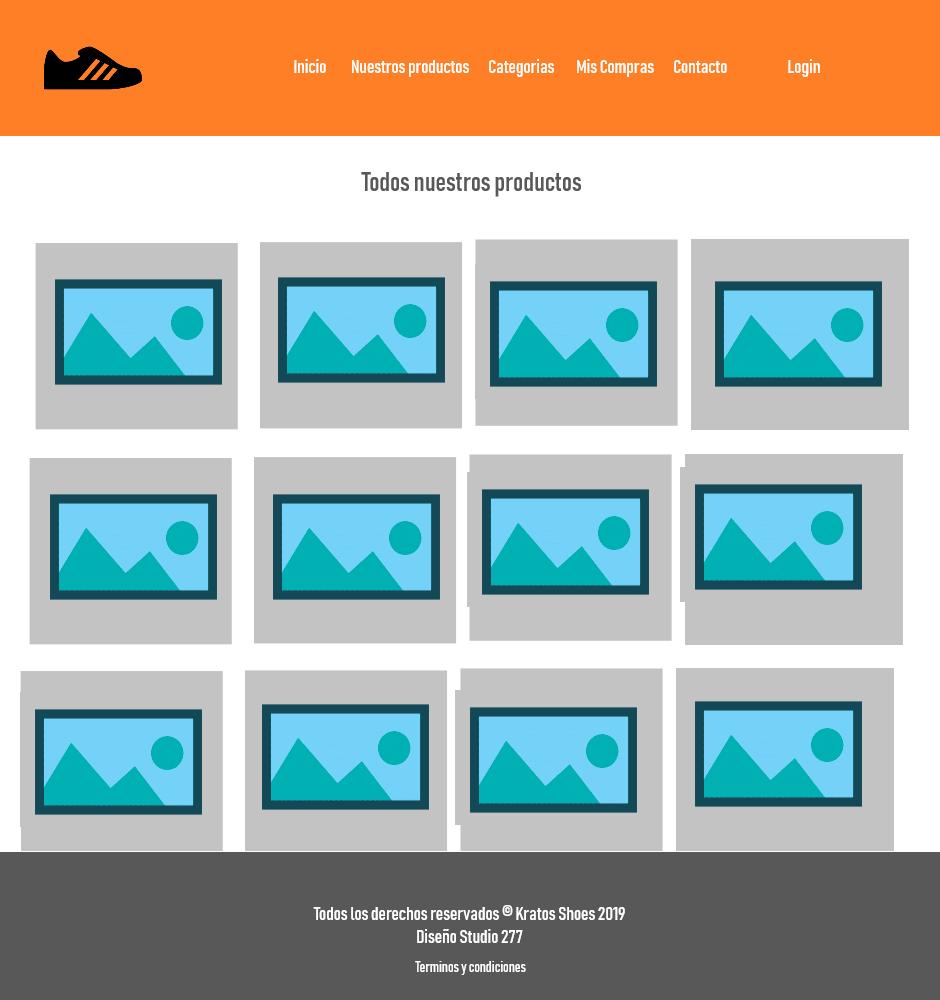 Inicio Nuestros productos Categorias Mis Compras Contacto Login
Todos nuestros productos
Todos los derechos reservados © Kratos Shoes 2019
Diseño Studio 277
Terminos y condiciones